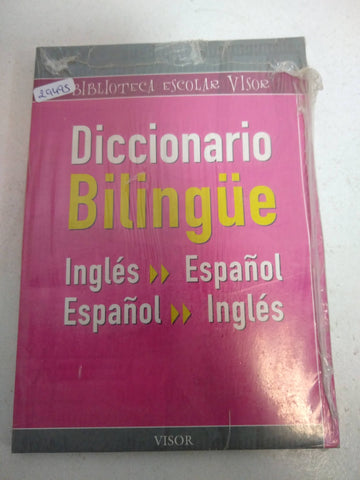 BIBLIOTECA ESCOLAR VISOR
29495
Diccionario
Bilingüe
Inglés Español
Español Inglés
VISOR